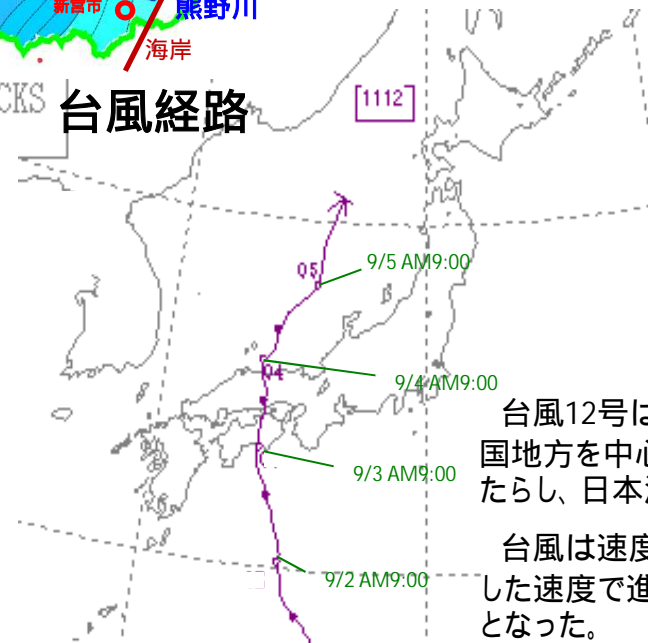 新宮市
熊野川
海岸
CKS
台風経路
1112
05
9/5 AM9:00
04
9/4 AM9:00
9/3 AM9:00
9/2 AM9:00
台風12号は
国地方を中心
たらし、日本
台風は速度
した速度で進
となった。